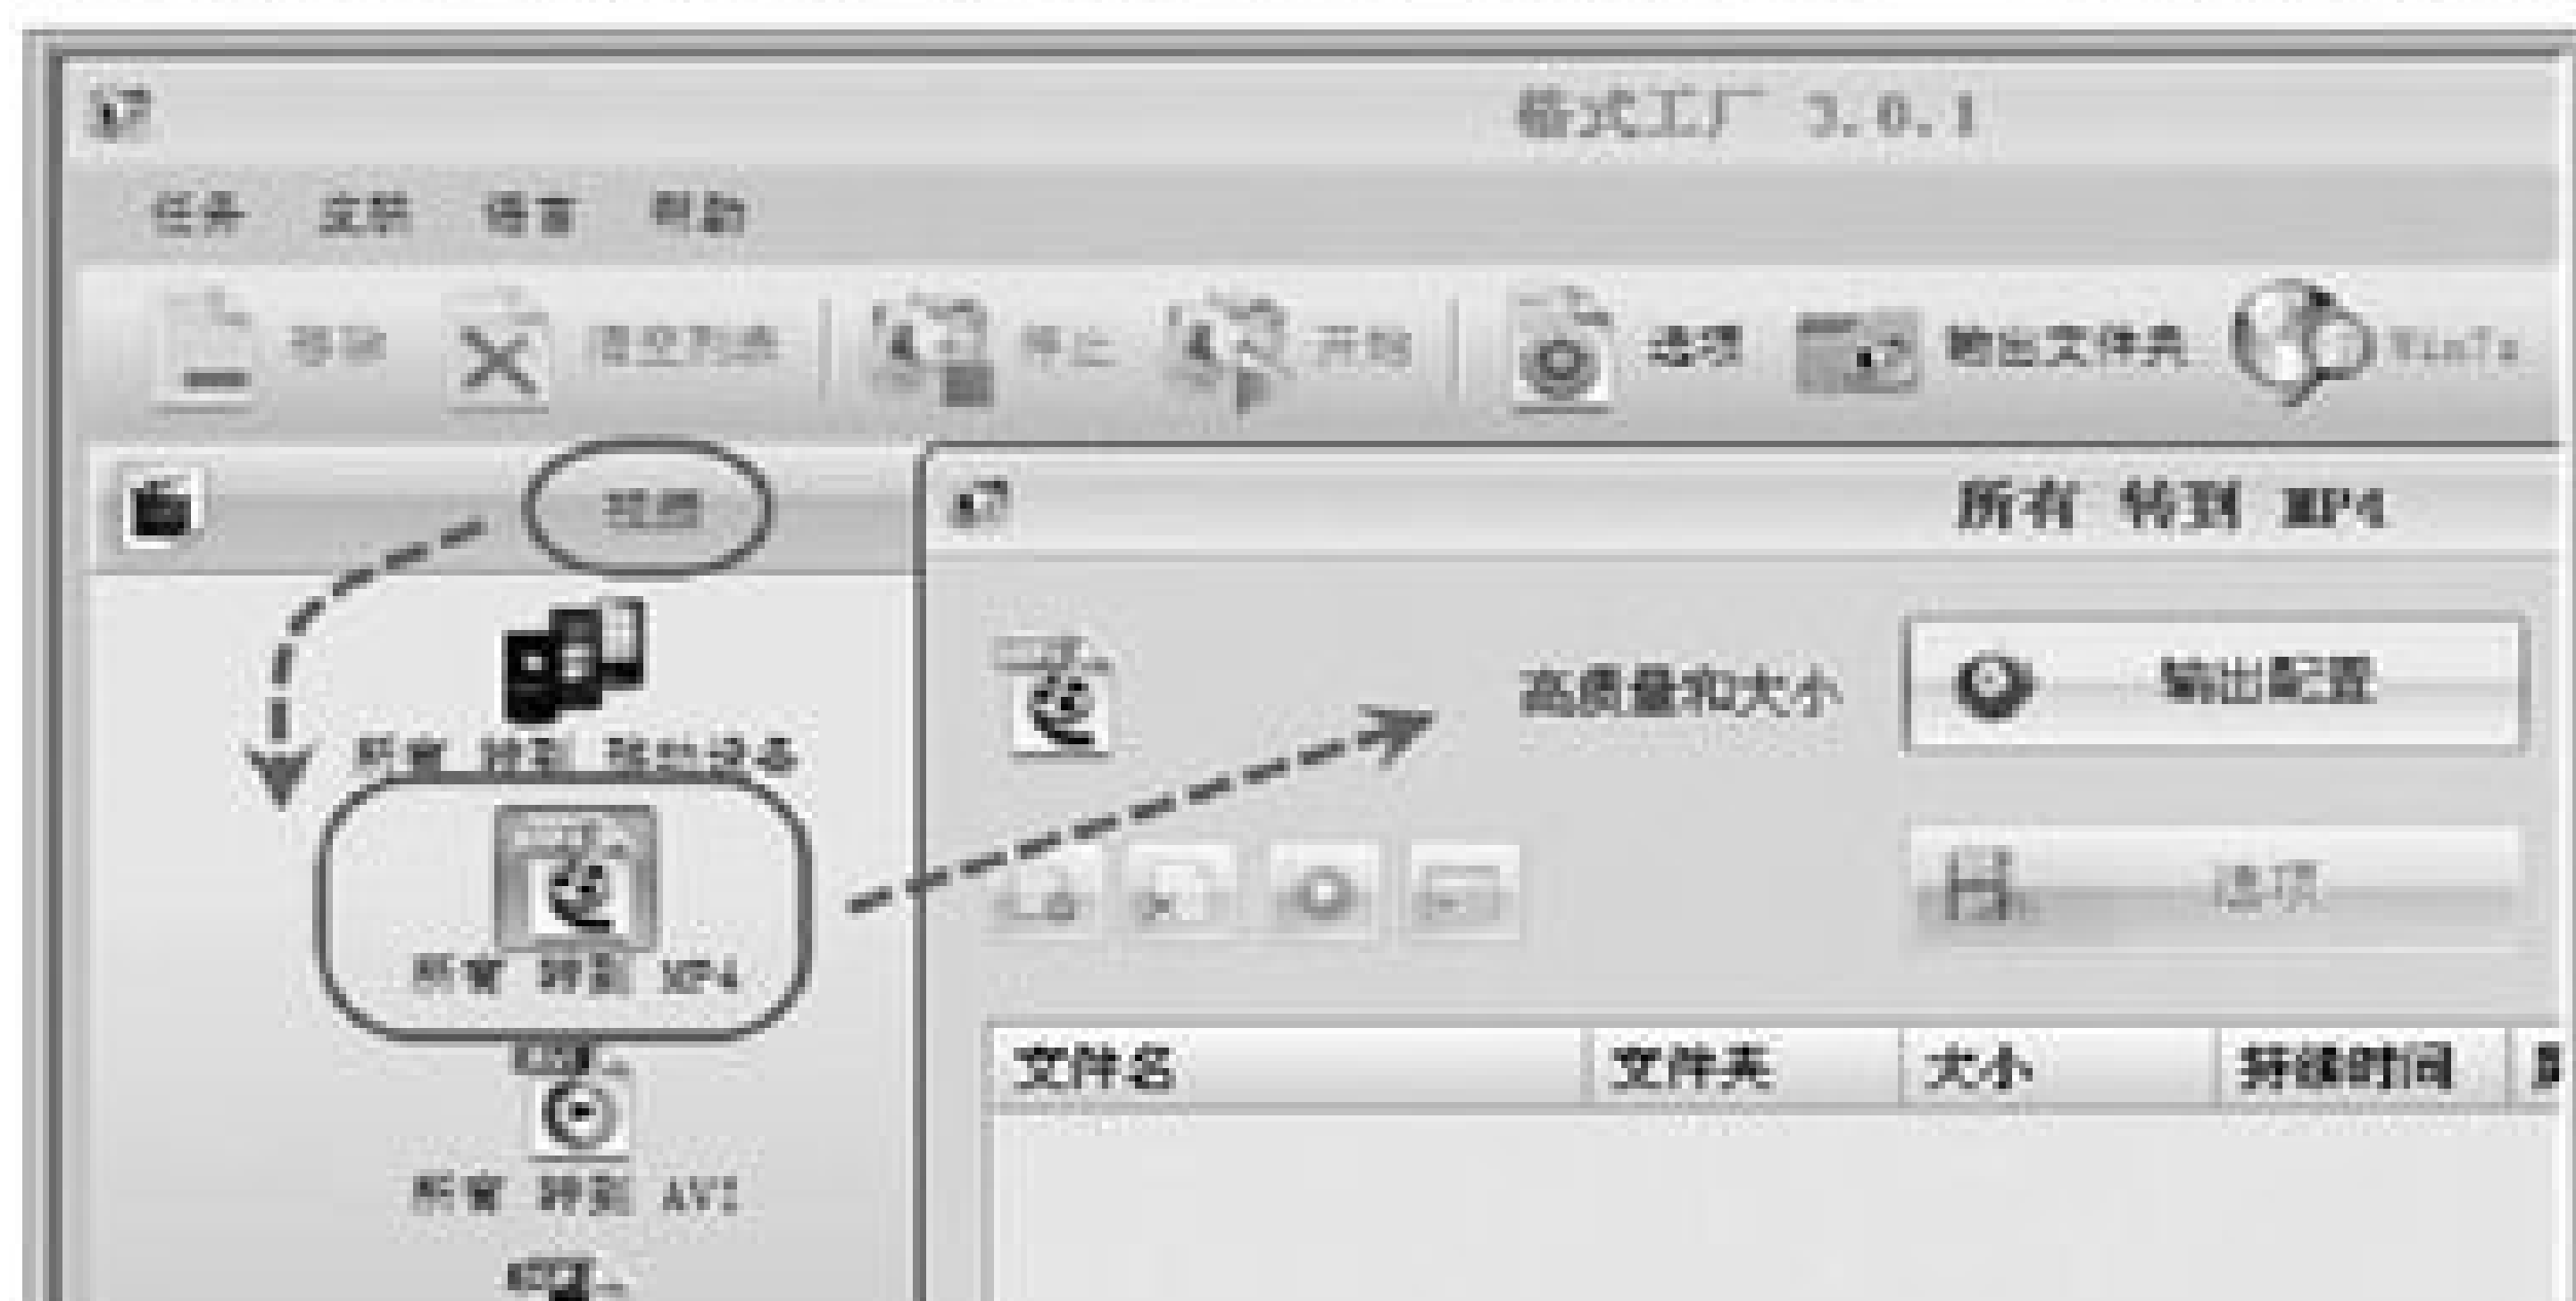 格式工厂 3.0.1
任务 皮肤 语言 帮助
移除 清空列表 停止 开始 选项 输出文件夹
视频
所有 转到 MP4
所有 转到 移动设备
高质量和大小 输出配置
所有 转到 MP4
选项
文件名 文件夹 大小 持续时间
所有 转到 AVI